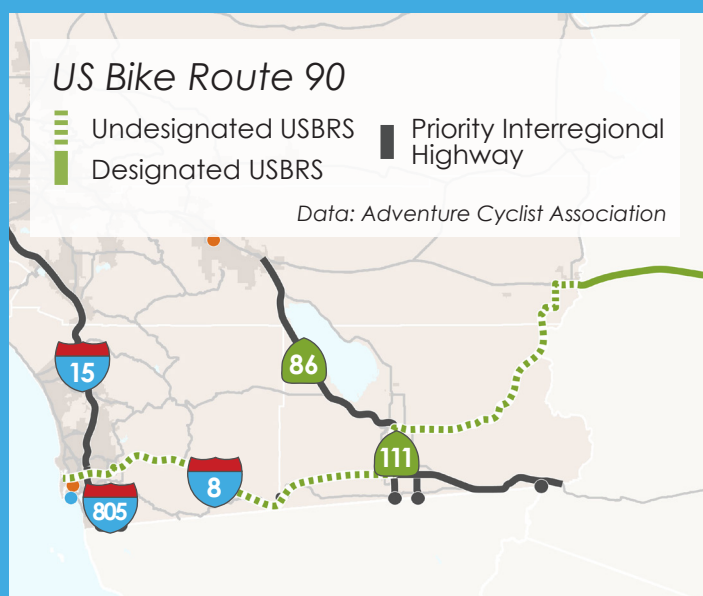 US Bike Route 90
Undesignated USBRS
Designated USBRS
Priority Interregional
Highway
Data: Adventure Cyclist Association
15
86
111
8
805